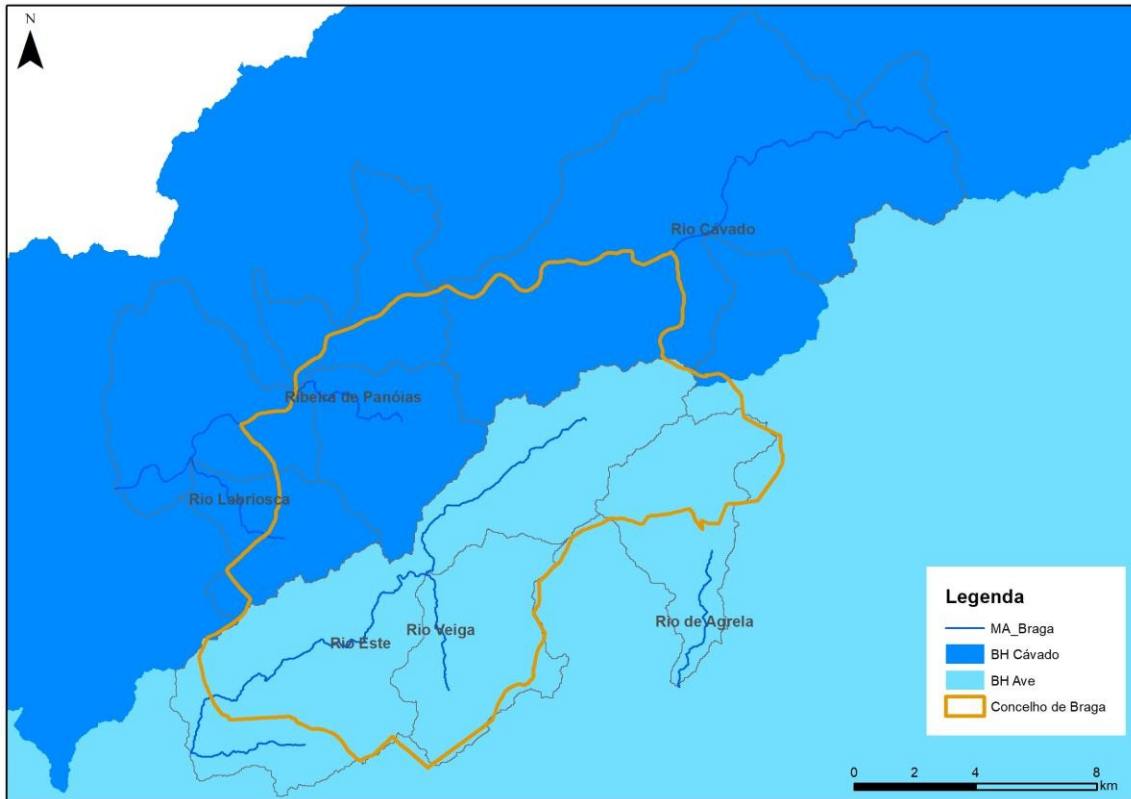 N
Rio Cávado
Ribeira de Panóias
Rio Labriosca
Rio Este
Rio Veiga
Rio de Agrela
Legenda
MA_Braga
BH Cávado
BH Ave
Concelho de Braga
0 2 4 8
km